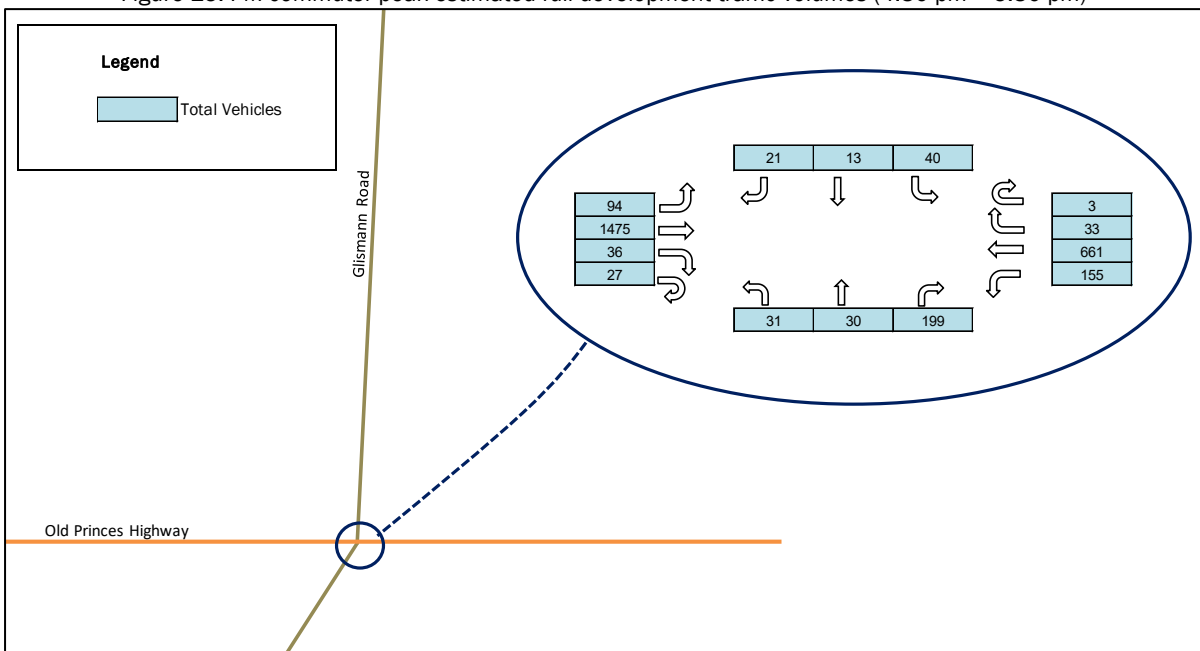 Legend
Total Vehicles
Glismann Road
21 13 40
94
1475
36
27
3
33
661
155
31 30 199
Old Princes Highway